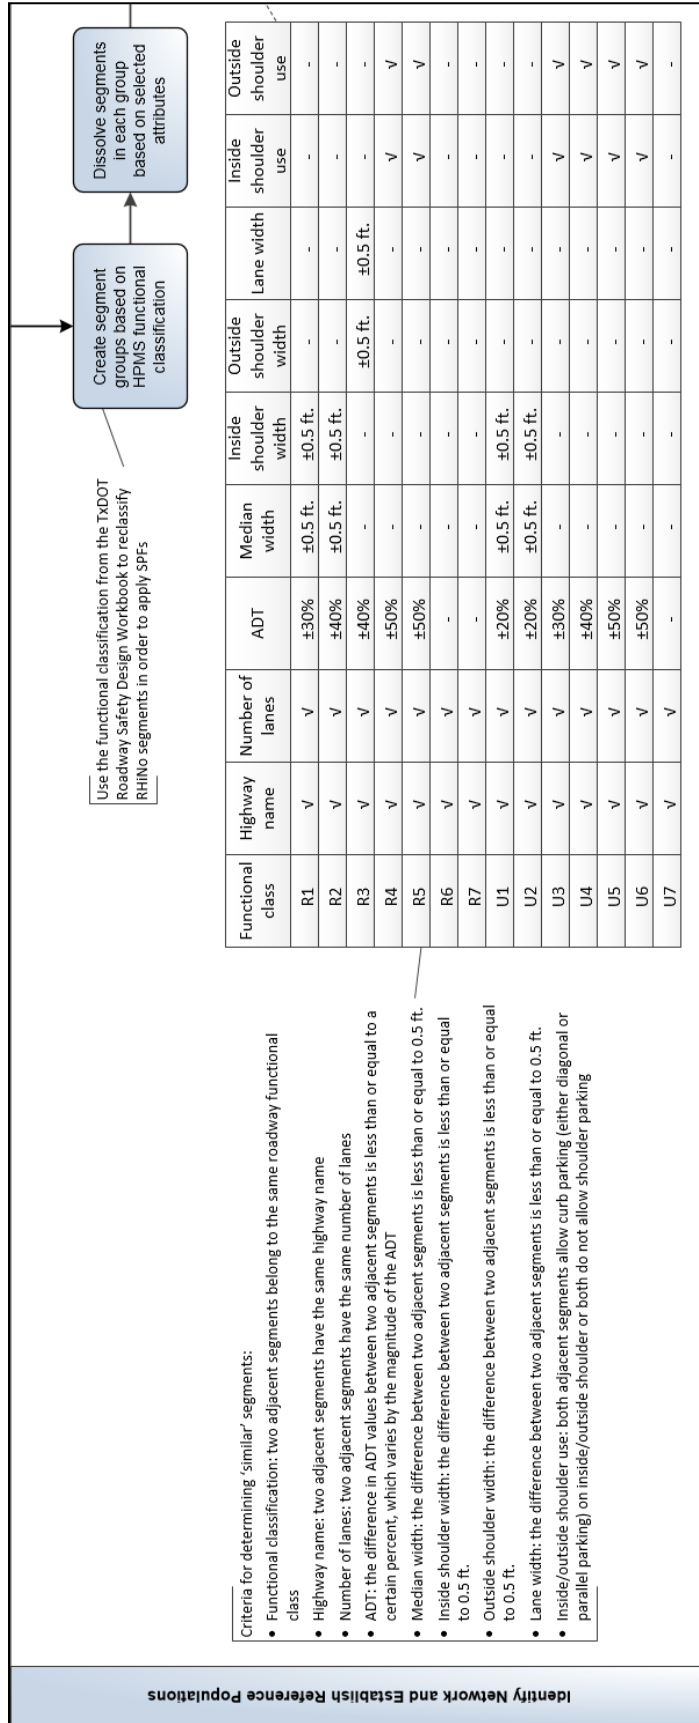 Identify Network and Establish Reference Populations
Create segment
groups based on
HPMS functional
classification
Dissolve segments
in each group
based on selected
attributes
Use the functional classification from the TxDOT
Roadway Safety Design Workbook to reclassify
RHiNo segments in order to apply SPFs
Criteria for determining ‘similar’ segments:
• Functional classification: two adjacent segments belong to the same roadway functional
class
• Highway name: two adjacent segments have the same highway name
• Number of lanes: two adjacent segments have the same number of lanes
• ADT: the difference in ADT values between two adjacent segments is less than or equal to a
certain percent, which varies by the magnitude of the ADT
• Median width: the difference between two adjacent segments is less than or equal to 0.5 ft.
• Inside shoulder width: the difference between two adjacent segments is less than or equal
to 0.5 ft.
• Outside shoulder width: the difference between two adjacent segments is less than or equal
to 0.5 ft.
• Lane width: the difference between two adjacent segments is less than or equal to 0.5 ft.
• Inside/outside shoulder use: both adjacent segments allow curb parking (either diagonal or
parallel parking) on inside/outside shoulder or both do not allow shoulder parking
Functional class Highway name Number of lanes ADT Median width Inside shoulder width Outside shoulder width Lane width Inside shoulder use Outside shoulder use
R1 √ √ ±30% ±0.5 ft. ±0.5 ft. - - - -
R2 √ √ ±40% ±0.5 ft. ±0.5 ft. - - - -
R3 √ √ ±40% - - ±0.5 ft. ±0.5 ft. - -
R4 √ √ ±50% - - - - √ √
R5 √ √ ±50% - - - - √ √
R6 √ √ - - - - - - -
R7 √ √ - - - - - - -
U1 √ √ ±20% ±0.5 ft. ±0.5 ft. - - - -
U2 √ √ ±20% ±0.5 ft. ±0.5 ft. - - - -
U3 √ √ ±30% - - - - √ √
U4 √ √ ±40% - - - - √ √
U5 √ √ ±50% - - - - √ √
U6 √ √ ±50% - - - - √ √
U7 √ √ - - - - - - -